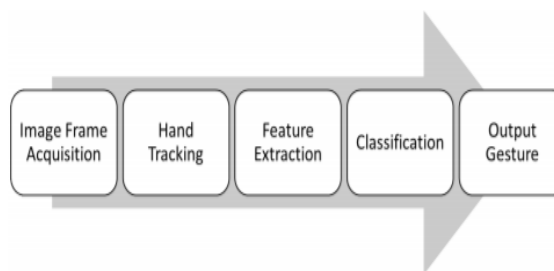 Image Frame
Acquisition
Hand
Tracking
Feature
Extraction
Classification
Output
Gesture